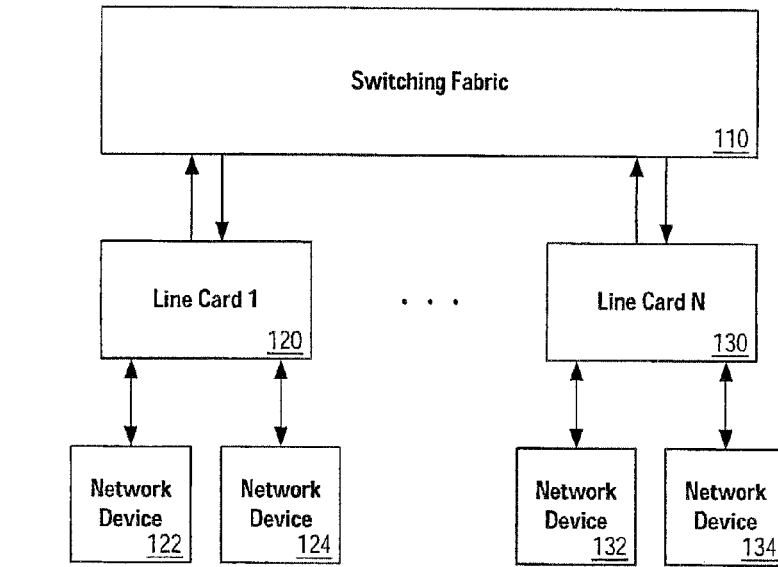 Switching Fabric
110
Line Card 1
120
. . .
Line Card N
130
Network
Device
122
Network
Device
124
Network
Device
132
Network
Device
134